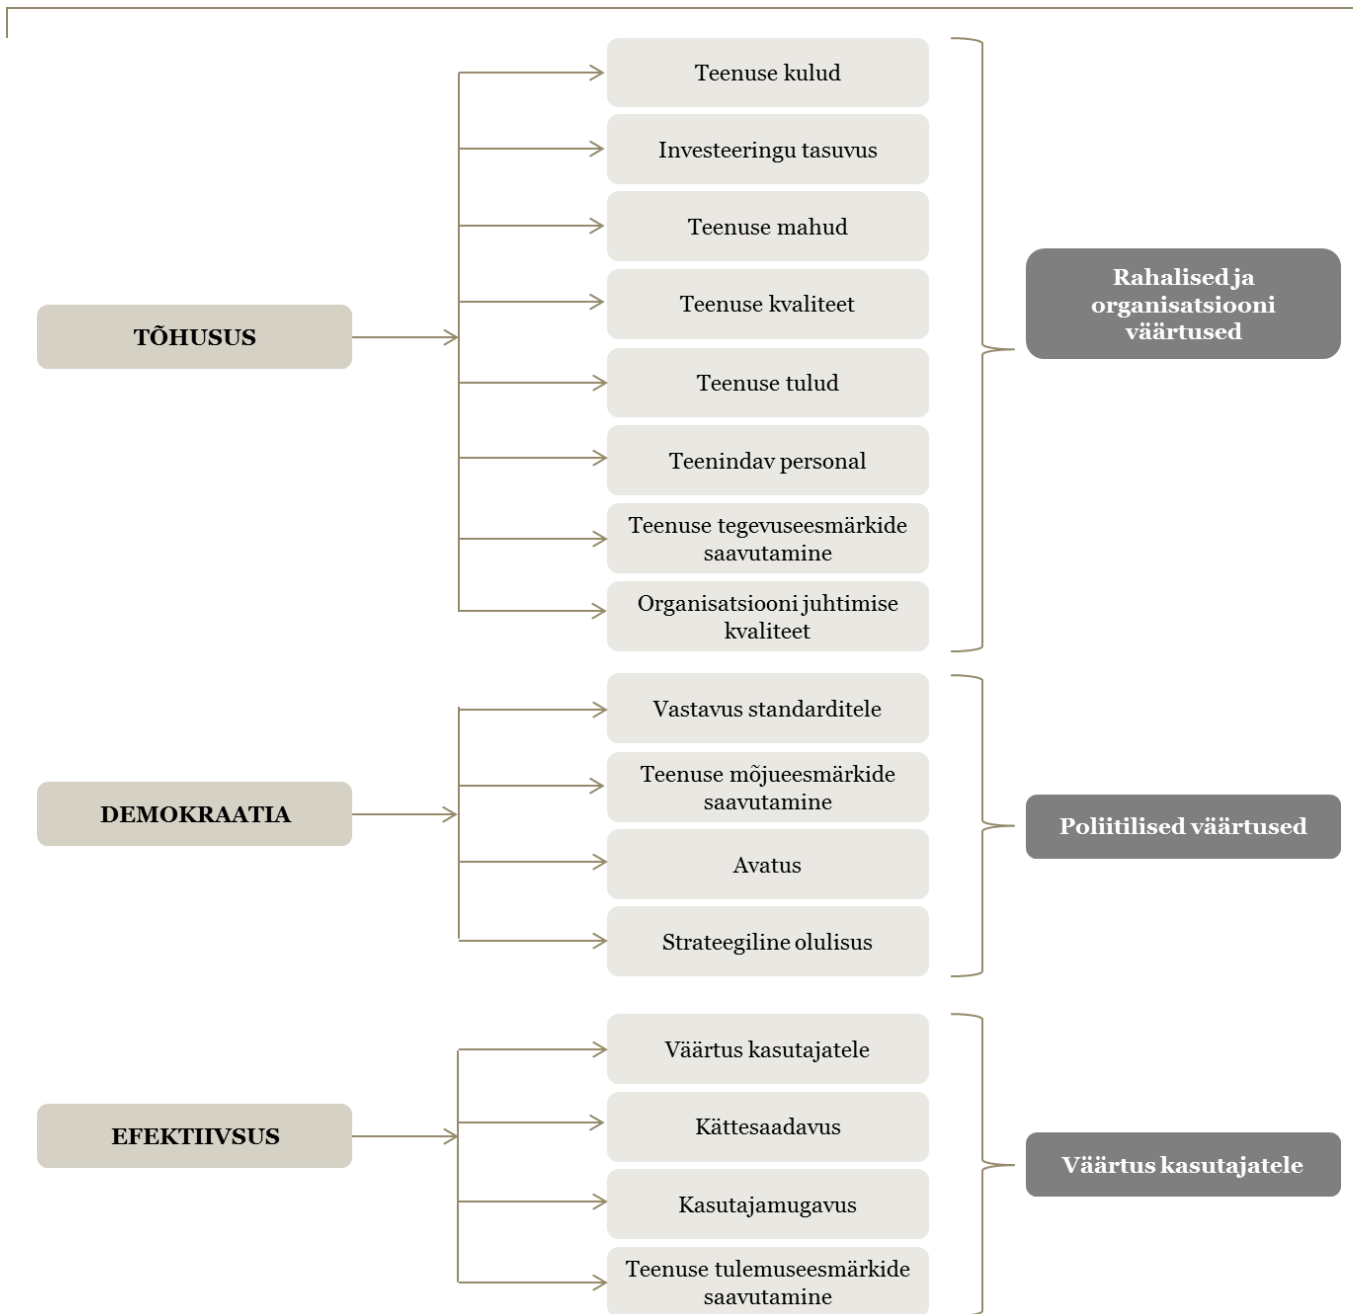 TÕHUSUS
Teenuse kulud
Investeeringu tasuvus
Teenuse mahud
Teenuse kvaliteet
Teenuse tulud
Teenindav personal
Teenuse tegevuseesmärkide
saavutamine
Organisatsiooni juhtimise
kvaliteet
Rahalised ja
organisatsiooni
väärtused
DEMOKRAATIA
Vastavus standarditele
Teenuse mõjueesmärkide
saavutamine
Avatus
Strateegiline olulisus
Poliitilised väärtused
EFEKTIIVSUS
Väärtus kasutajatele
Kättesaadavus
Kasutajamugavus
Teenuse tulemuseesmärkide
saavutamine
Väärtus kasutajatele